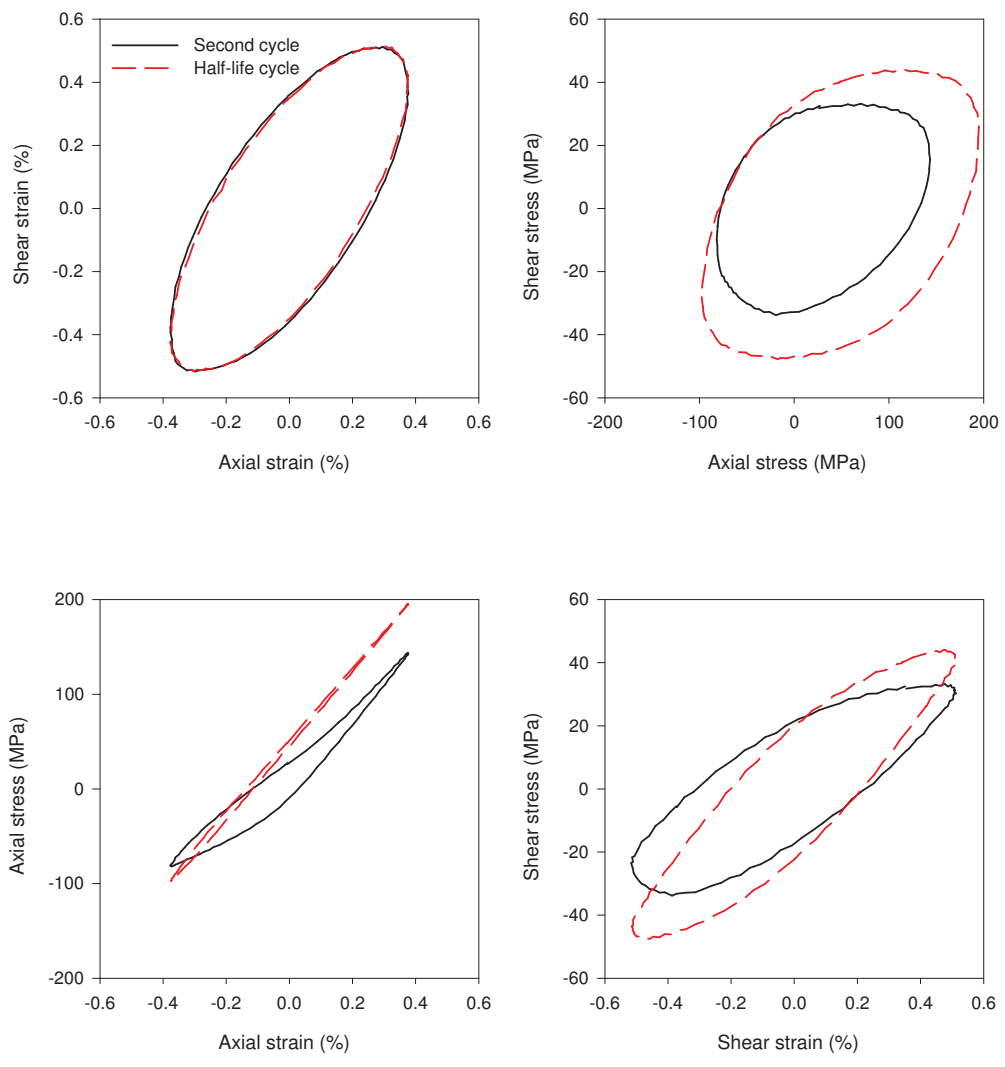 0.6
0.4
0.2
0.0
-0.2
-0.4
-0.6
Shear strain (%)
Second cycle
Half-life cycle
-0.6 -0.4 -0.2 0.0 0.2 0.4 0.6
Axial strain (%)
60
40
20
0
-20
-40
-60
Shear stress (MPa)
-200 -100 0 100 200
Axial stress (MPa)
200
100
0
-100
-200
Axial stress (MPa)
-0.6 -0.4 -0.2 0.0 0.2 0.4 0.6
Axial strain (%)
60
40
20
0
-20
-40
-60
Shear stress (MPa)
-0.6 -0.4 -0.2 0.0 0.2 0.4 0.6
Shear strain (%)